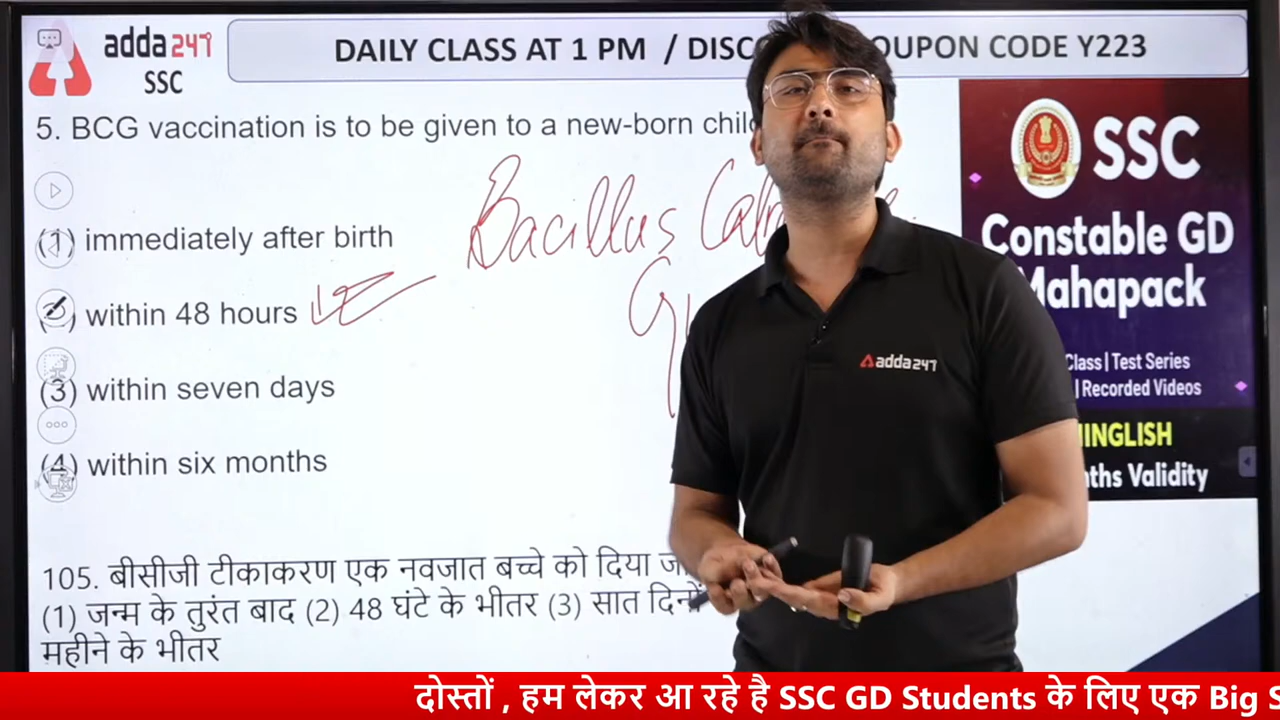 adda247
SSC
DAILY CLASS AT 1 PM / DISC OUPON CODE Y223
5. BCG vaccination is to be given to a new-born chil
Bacillus Cal
G
(1) immediately after birth
within 48 hours
(3) within seven days
(4) within six months
105. बीसीजी टीकाकरण एक नवजात बच्चे को दिया
(1) जन्म के तुरंत बाद (2) 48 घंटे के भीतर (3) सात दिनों
महीने के भीतर
SSC
Constable GD
Mahapack
Class | Test Series
| Recorded Videos
HINGLISH
ths Validity
adda247
दोस्तों , हम लेकर आ रहे है SSC GD Students के लिए एक Big S